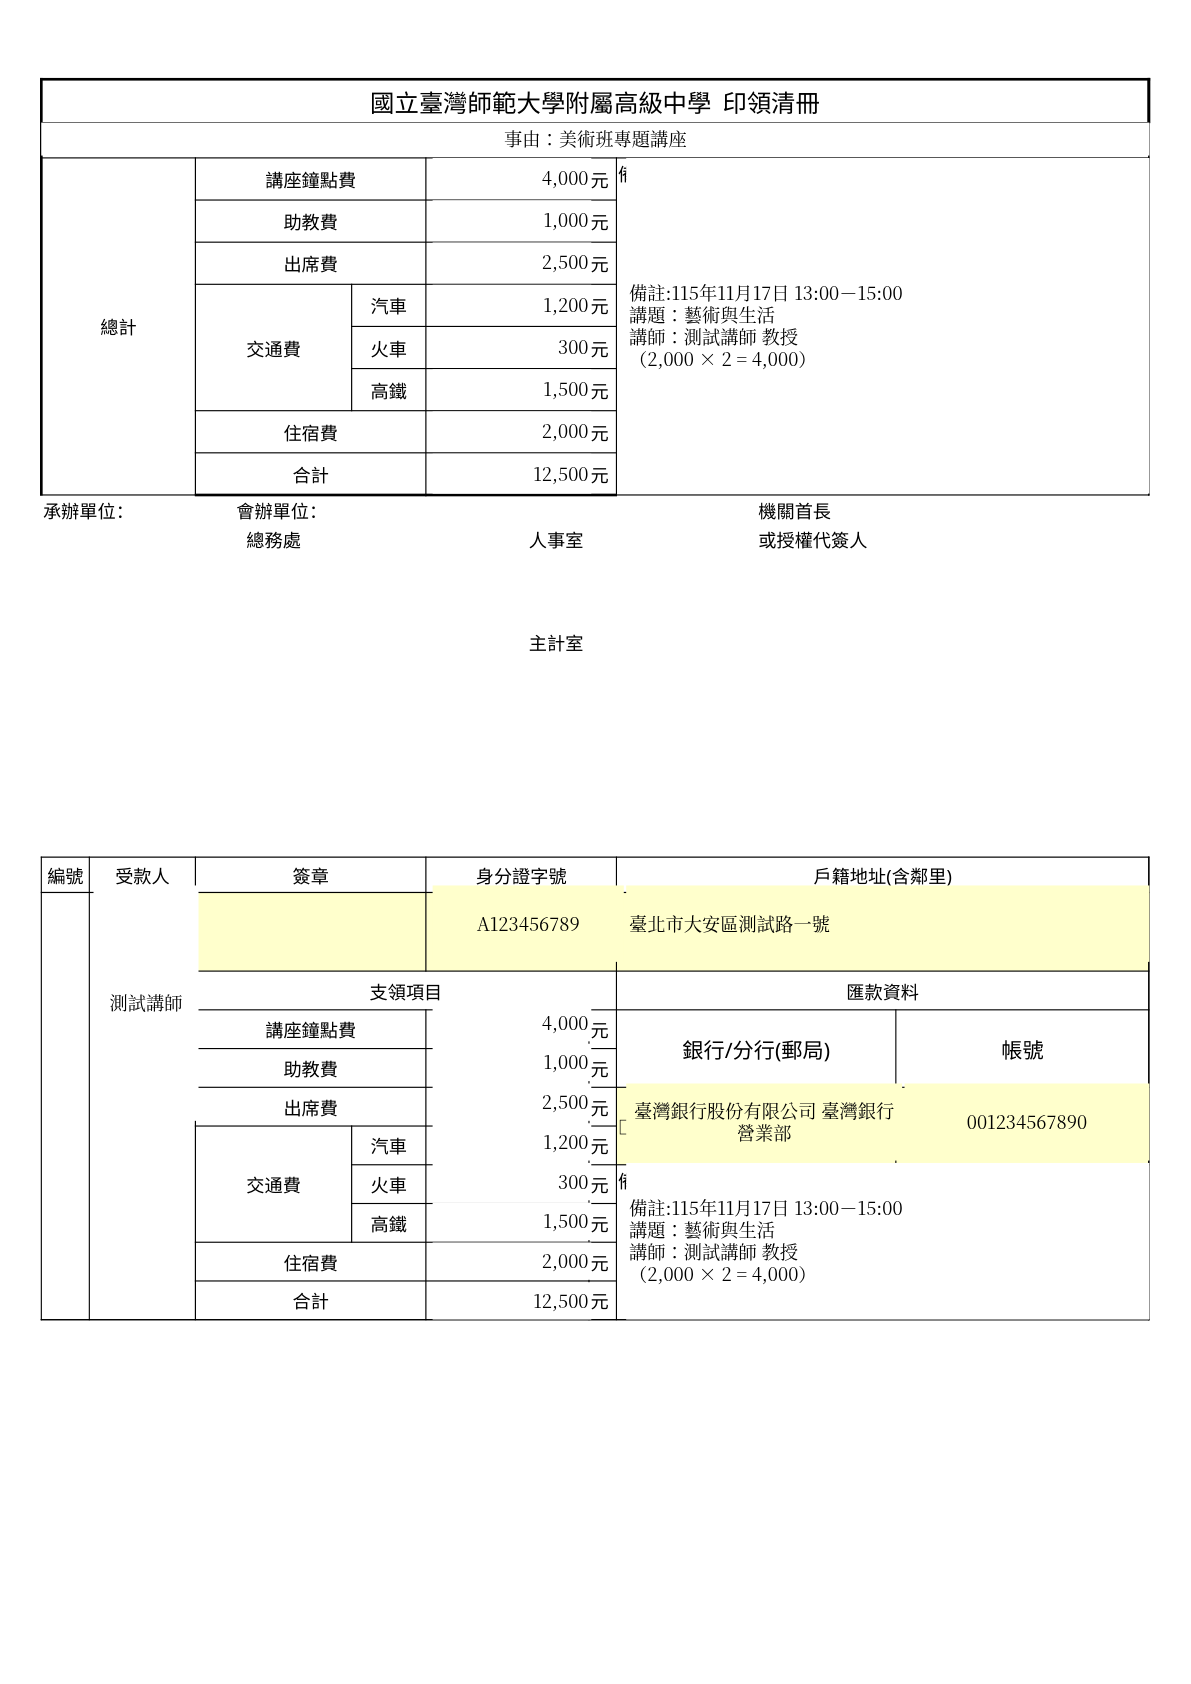 國立臺灣師範大學附屬高級中學 印領清冊
事由：美術班專題講座
總計
講座鐘點費 4,000元
助教費 1,000元
出席費 2,500元
交通費
汽車 1,200元
火車 300元
高鐵 1,500元
住宿費 2,000元
合計 12,500元
備註:115年11月17日 13:00－15:00
講題：藝術與生活
講師：測試講師 教授
（2,000 × 2 = 4,000）
承辦單位: 會辦單位: 機關首長
總務處 人事室 或授權代簽人
主計室
編號 受款人 簽章 身分證字號 戶籍地址(含鄰里)
A123456789 臺北市大安區測試路一號
測試講師
支領項目 匯款資料
講座鐘點費 4,000元
助教費 1,000元
出席費 2,500元
交通費
汽車 1,200元
火車 300元
高鐵 1,500元
住宿費 2,000元
合計 12,500元
銀行/分行(郵局) 帳號
臺灣銀行股份有限公司 臺灣銀行
營業部
001234567890
備註:115年11月17日 13:00－15:00
講題：藝術與生活
講師：測試講師 教授
（2,000 × 2 = 4,000）